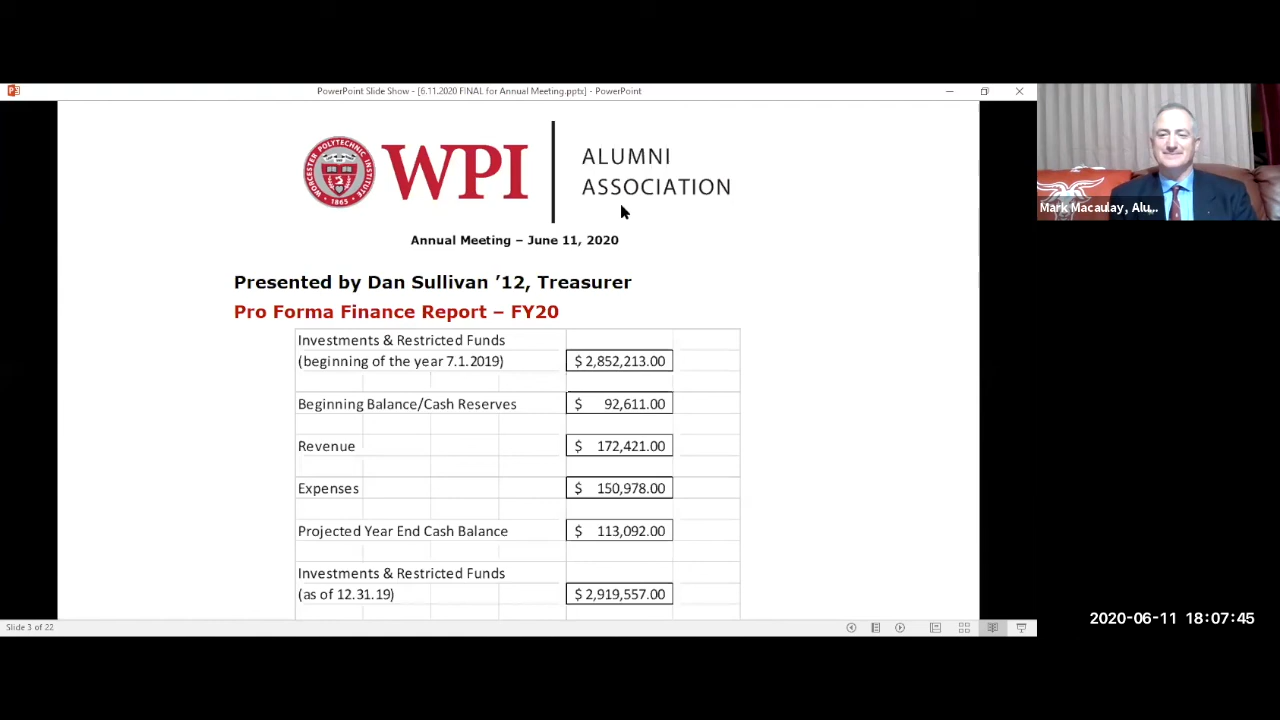 PowerPoint Slide Show - [6.11.2020 FINAL for Annual Meeting.pptx] - PowerPoint
WORCESTER POLYTECHNIC INSTITUTE
1865
WPI
ALUMNI
ASSOCIATION
Mark Macaulay, Alu...
Annual Meeting – June 11, 2020
Presented by Dan Sullivan ’12, Treasurer
Pro Forma Finance Report – FY20
Investments & Restricted Funds
(beginning of the year 7.1.2019) $ 2,852,213.00
Beginning Balance/Cash Reserves $ 92,611.00
Revenue $ 172,421.00
Expenses $ 150,978.00
Projected Year End Cash Balance $ 113,092.00
Investments & Restricted Funds
(as of 12.31.19) $ 2,919,557.00
Slide 3 of 22
2020-06-11 18:07:45